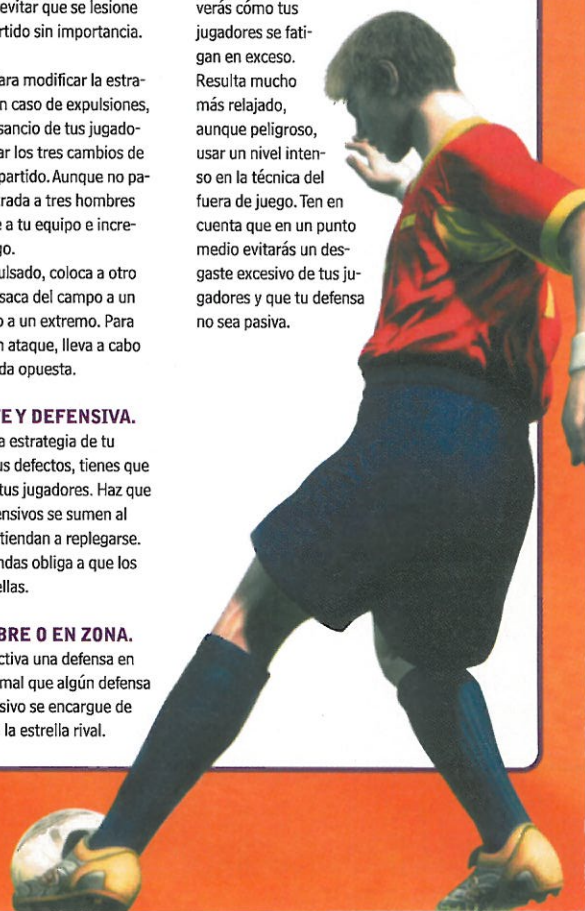 evitar que se lesione
rtido sin importancia.
ara modificar la estra-
n caso de expulsiones,
sancio de tus jugado-
ar los tres cambios de
partido. Aunque no pa-
rada a tres hombres
e a tu equipo e incre-
go.
ulsado, coloca a otro
saca del campo a un
o a un extremo. Para
n ataque, lleva a cabo
da opuesta.
TE Y DEFENSIVA.
a estrategia de tu
us defectos, tienes que
tus jugadores. Haz que
ensivos se sumen al
tiendan a replegarse.
ndas obliga a que los
ellas.
BRE O EN ZONA.
ctiva una defensa en
mal que algún defensa
sivo se encargue de
la estrella rival.
verás cómo tus
jugadores se fati-
gan en exceso.
Resulta mucho
más relajado,
aunque peligroso,
usar un nivel inten-
so en la técnica del
fuera de juego. Ten en
cuenta que en un punto
medio evitarás un des-
gaste excesivo de tus ju-
gadores y que tu defensa
no sea pasiva.